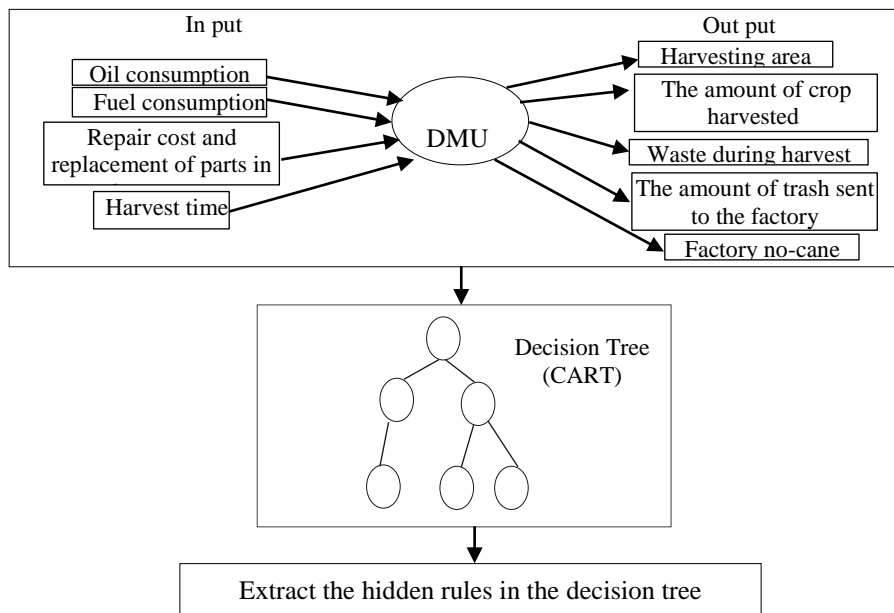 In put
Out put
Oil consumption
Fuel consumption
Repair cost and
replacement of parts in
Harvest time
DMU
Harvesting area
The amount of crop
harvested
Waste during harvest
The amount of trash sent
to the factory
Factory no-cane
Decision Tree
(CART)
Extract the hidden rules in the decision tree